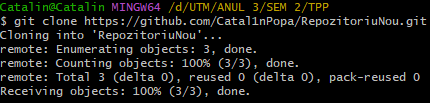 Catalin@Catalin MINGW64 /d/UTM/ANUL 3/SEM 2/TPP
$ git clone https://github.com/Catal1nPopa/RepozitoriuNou.git
Cloning into 'RepozitoriuNou'...
remote: Enumerating objects: 3, done.
remote: Counting objects: 100% (3/3), done.
remote: Total 3 (delta 0), reused 0 (delta 0), pack-reused 0
Receiving objects: 100% (3/3), done.